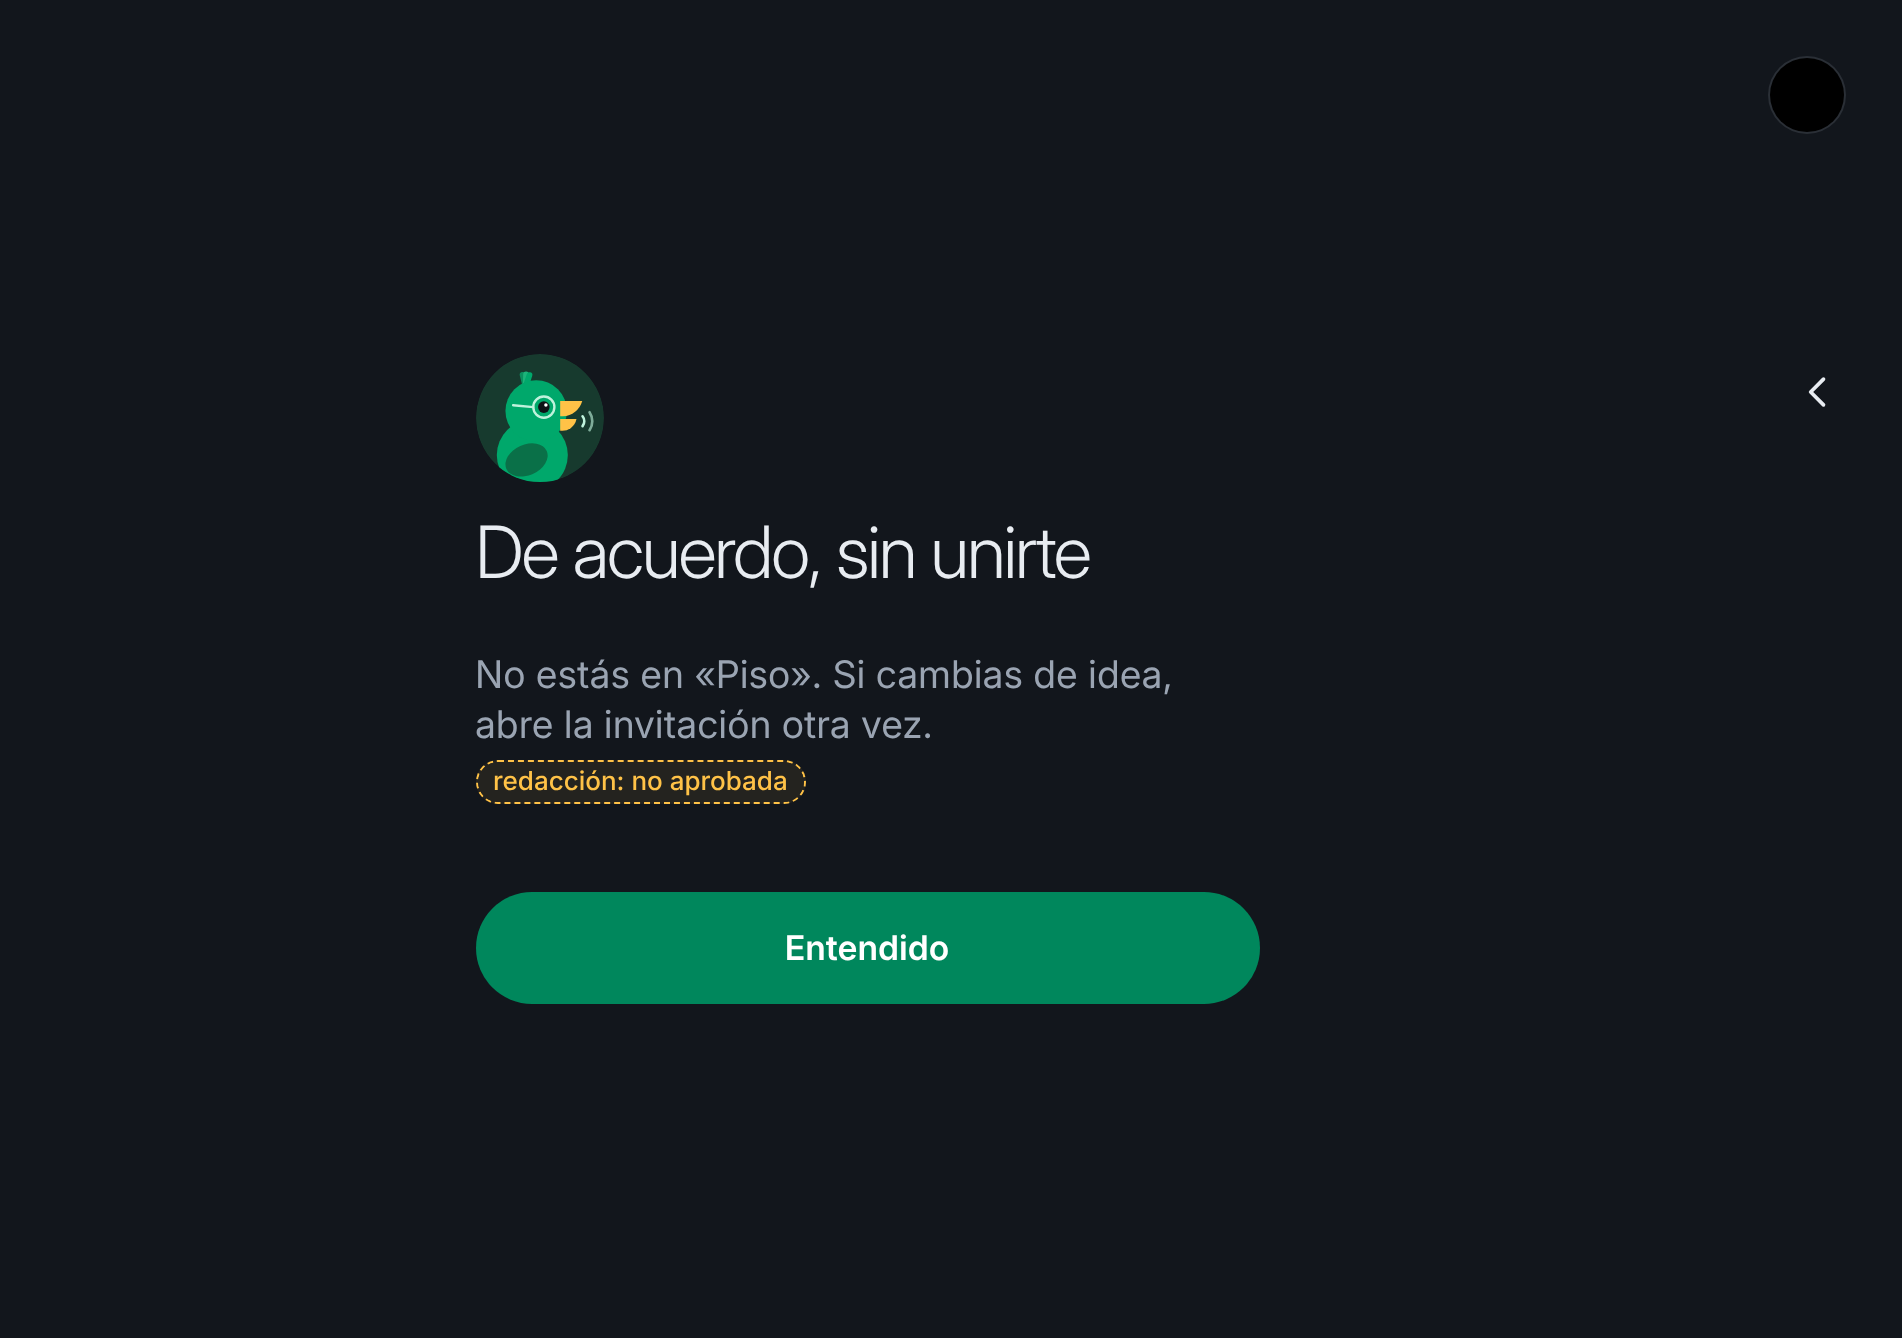 De acuerdo, sin unirte
No estás en «Piso». Si cambias de idea,
abre la invitación otra vez.
redacción: no aprobada
Entendido